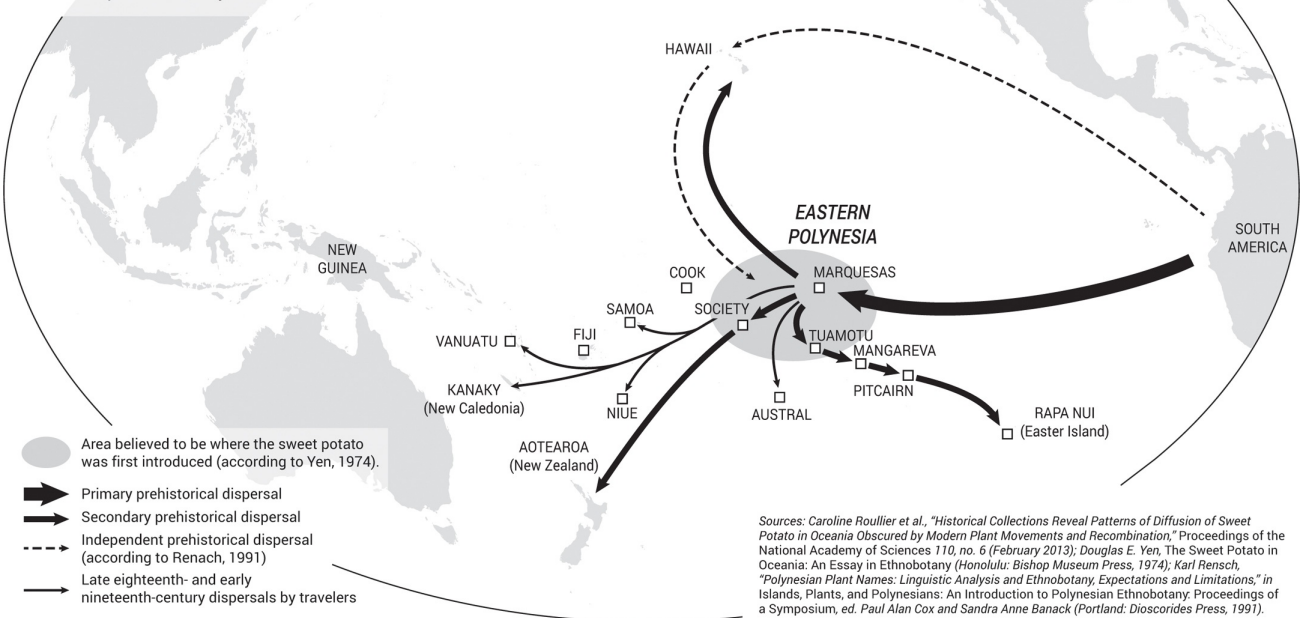 HAWAII
EASTERN
POLYNESIA
SOUTH
AMERICA
NEW
GUINEA
COOK
MARQUESAS
SAMOA
SOCIETY
VANUATU
FIJI
TUAMOTU
MANGAREVA
KANAKY
(New Caledonia)
NIUE
AUSTRAL
PITCAIRN
RAPA NUI
(Easter Island)
AOTEAROA
(New Zealand)
Area believed to be where the sweet potato
was first introduced (according to Yen, 1974).
Primary prehistorical dispersal
Secondary prehistorical dispersal
Independent prehistorical dispersal
(according to Renach, 1991)
Late eighteenth- and early
nineteenth-century dispersals by travelers
Sources: Caroline Roullier et al., “Historical Collections Reveal Patterns of Diffusion of Sweet
Potato in Oceania Obscured by Modern Plant Movements and Recombination,” Proceedings of the
National Academy of Sciences 110, no. 6 (February 2013); Douglas E. Yen, The Sweet Potato in
Oceania: An Essay in Ethnobotany (Honolulu: Bishop Museum Press, 1974); Karl Rensch,
“Polynesian Plant Names: Linguistic Analysis and Ethnobotany, Expectations and Limitations,” in
Islands, Plants, and Polynesians: An Introduction to Polynesian Ethnobotany: Proceedings of
a Symposium, ed. Paul Alan Cox and Sandra Anne Banack (Portland: Dioscorides Press, 1991).